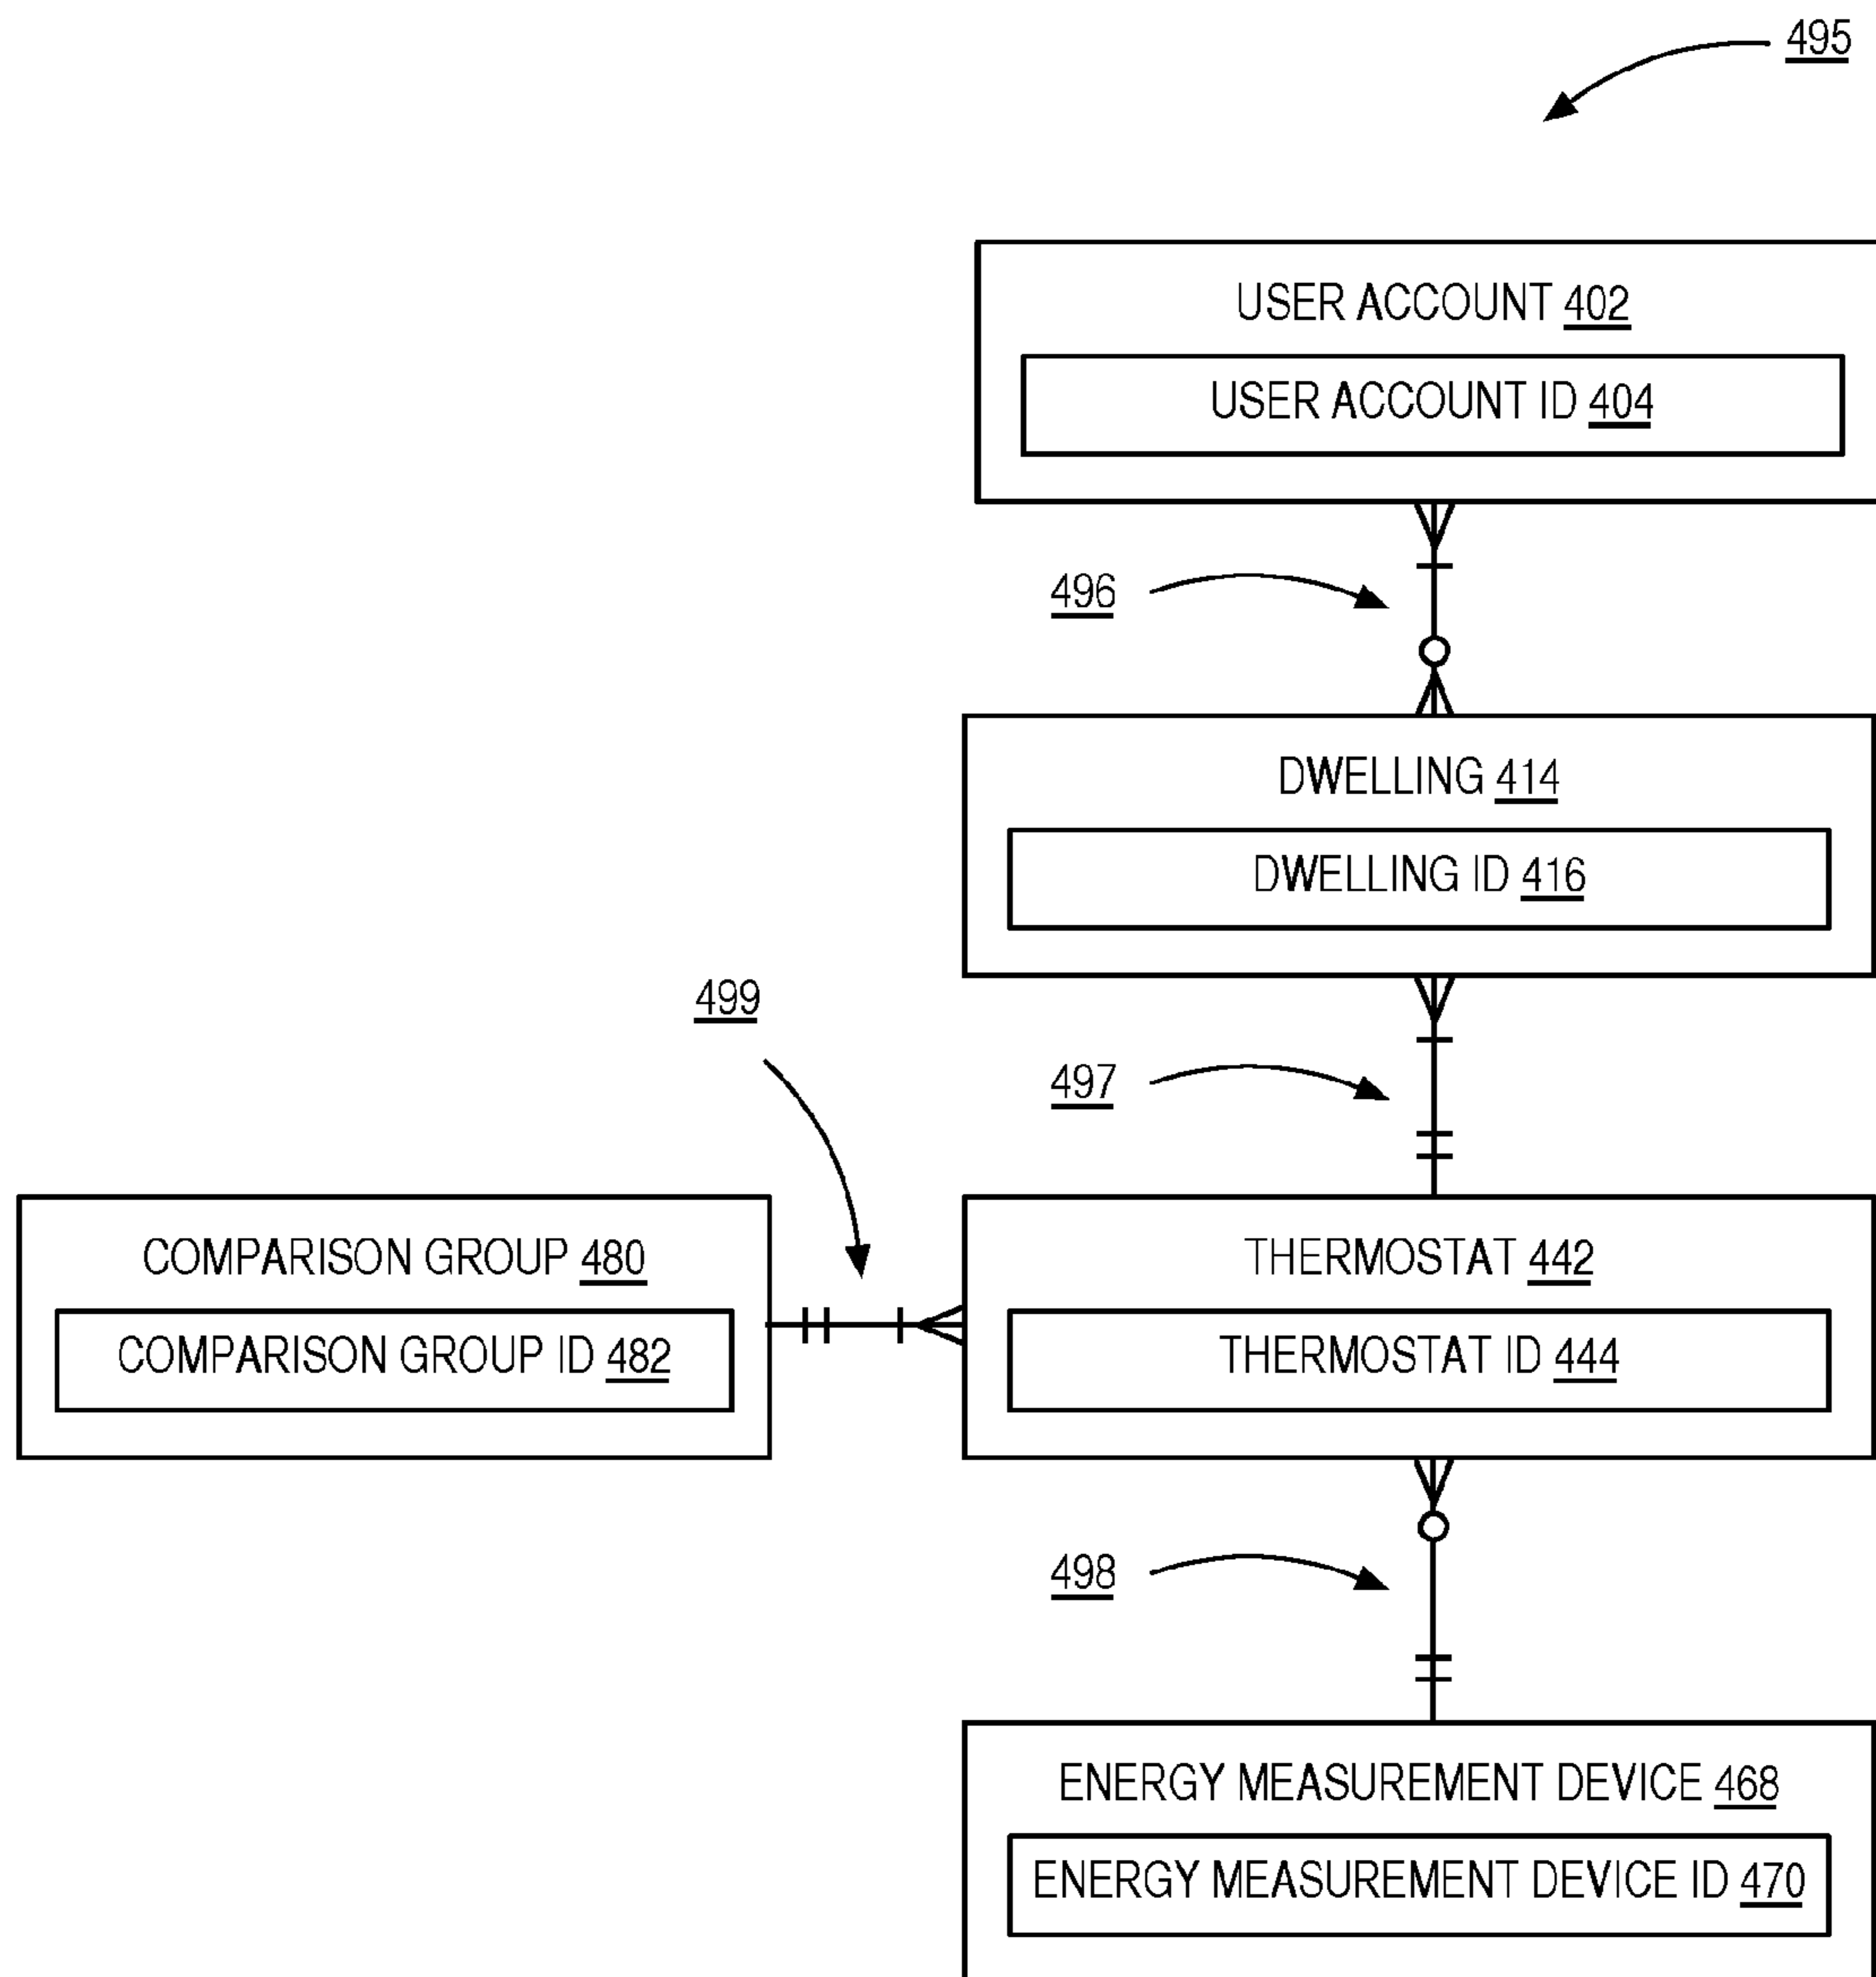 495
USER ACCOUNT 402
USER ACCOUNT ID 404
496
DWELLING 414
DWELLING ID 416
499
497
COMPARISON GROUP 480
COMPARISON GROUP ID 482
THERMOSTAT 442
THERMOSTAT ID 444
498
ENERGY MEASUREMENT DEVICE 468
ENERGY MEASUREMENT DEVICE ID 470